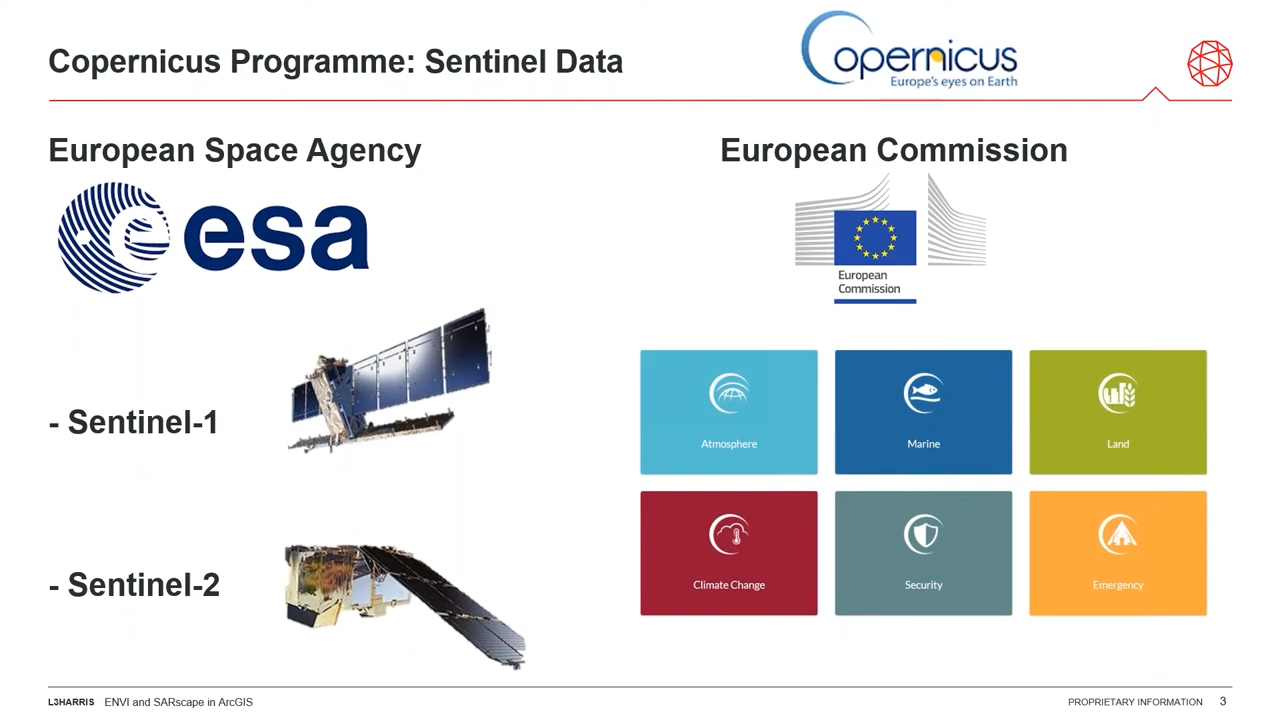 Copernicus Programme: Sentinel Data
opernicus
Europe's eyes on Earth
European Space Agency
esa
- Sentinel-1
- Sentinel-2
European Commission
European
Commission
Atmosphere
Marine
Land
Climate Change
Security
Emergency
L3HARRIS ENVI and SARscape in ArcGIS
PROPRIETARY INFORMATION 3